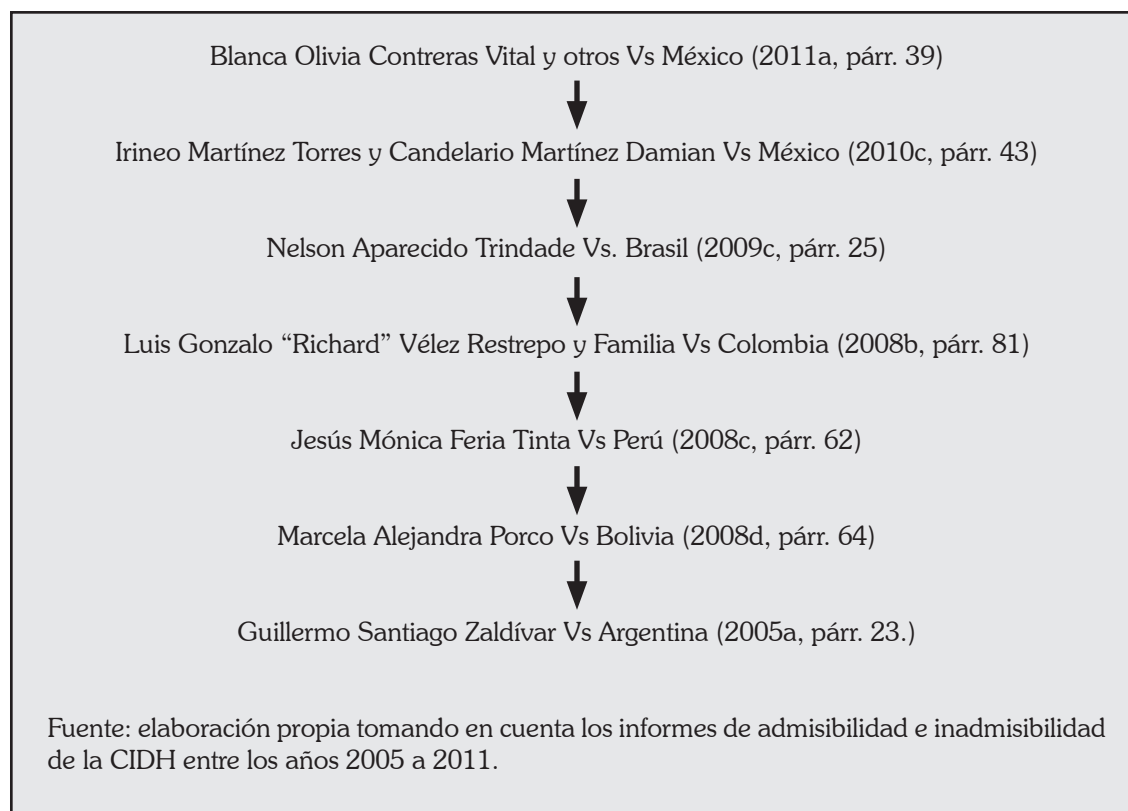 Blanca Olivia Contreras Vital y otros Vs México (2011a, párr. 39)
Irineo Martínez Torres y Candelario Martínez Damian Vs México (2010c, párr. 43)
Nelson Aparecido Trindade Vs. Brasil (2009c, párr. 25)
Luis Gonzalo “Richard” Vélez Restrepo y Familia Vs Colombia (2008b, párr. 81)
Jesús Mónica Feria Tinta Vs Perú (2008c, párr. 62)
Marcela Alejandra Porco Vs Bolivia (2008d, párr. 64)
Guillermo Santiago Zaldívar Vs Argentina (2005a, párr. 23.)
Fuente: elaboración propia tomando en cuenta los informes de admisibilidad e inadmisibilidad
de la CIDH entre los años 2005 a 2011.